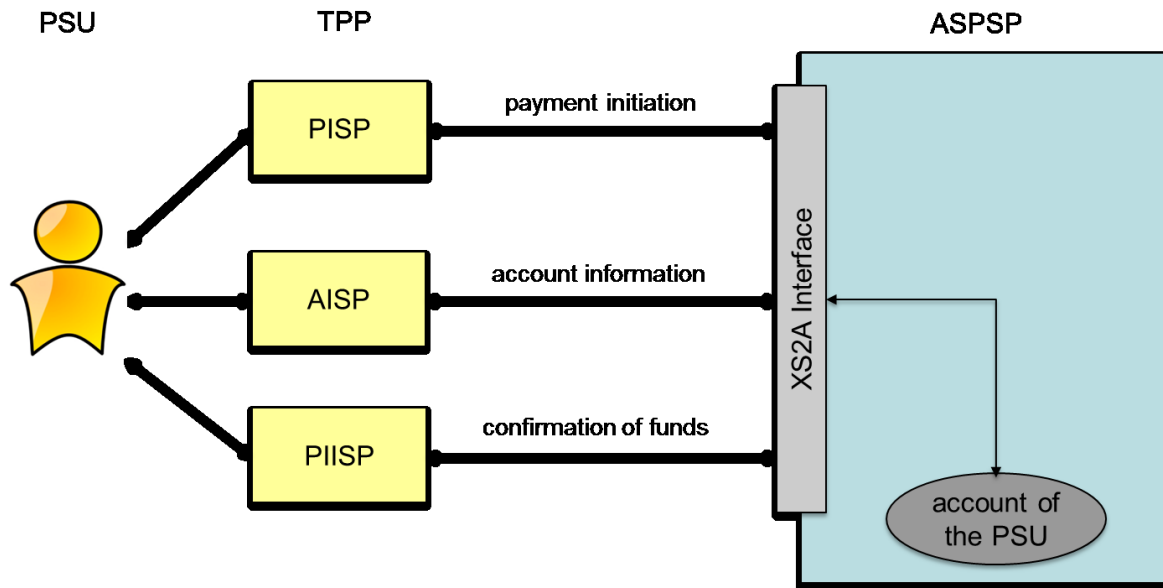 PSU
TPP
ASPSP
PISP
payment initiation
AISP
account information
XS2A Interface
PIISP
confirmation of funds
account of
the PSU